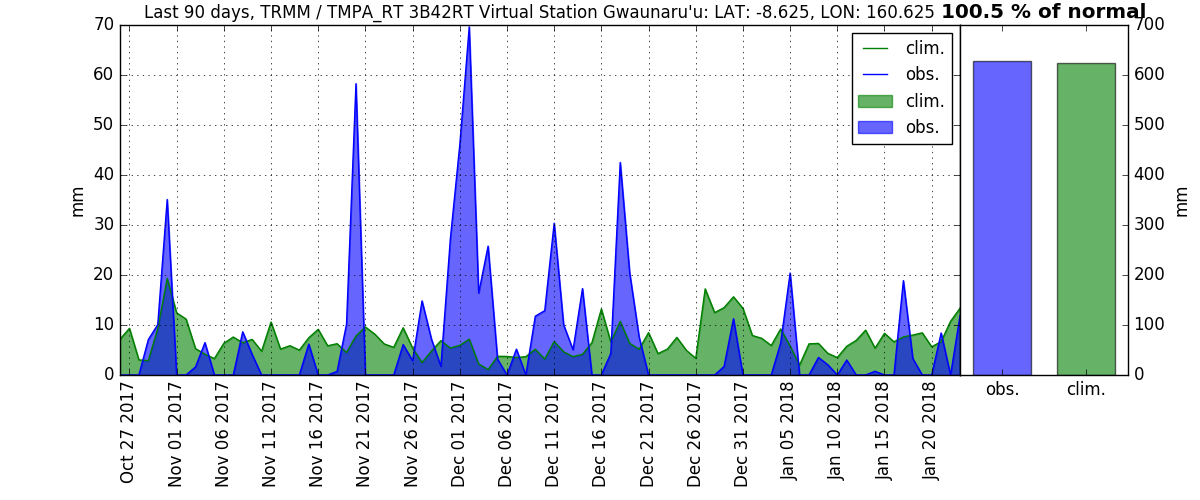 Last 90 days, TRMM / TMPA_RT 3B42RT Virtual Station Gwaunaru'u: LAT: -8.625, LON: 160.625 100.5 % of normal
70
60
50
40
30
20
10
0
mm
clim.
obs.
clim.
obs.
700
600
500
400
300
200
100
0
mm
Oct 27 2017
Nov 01 2017
Nov 06 2017
Nov 11 2017
Nov 16 2017
Nov 21 2017
Nov 26 2017
Dec 01 2017
Dec 06 2017
Dec 11 2017
Dec 16 2017
Dec 21 2017
Dec 26 2017
Dec 31 2017
Jan 05 2018
Jan 10 2018
Jan 15 2018
Jan 20 2018
obs.
clim.